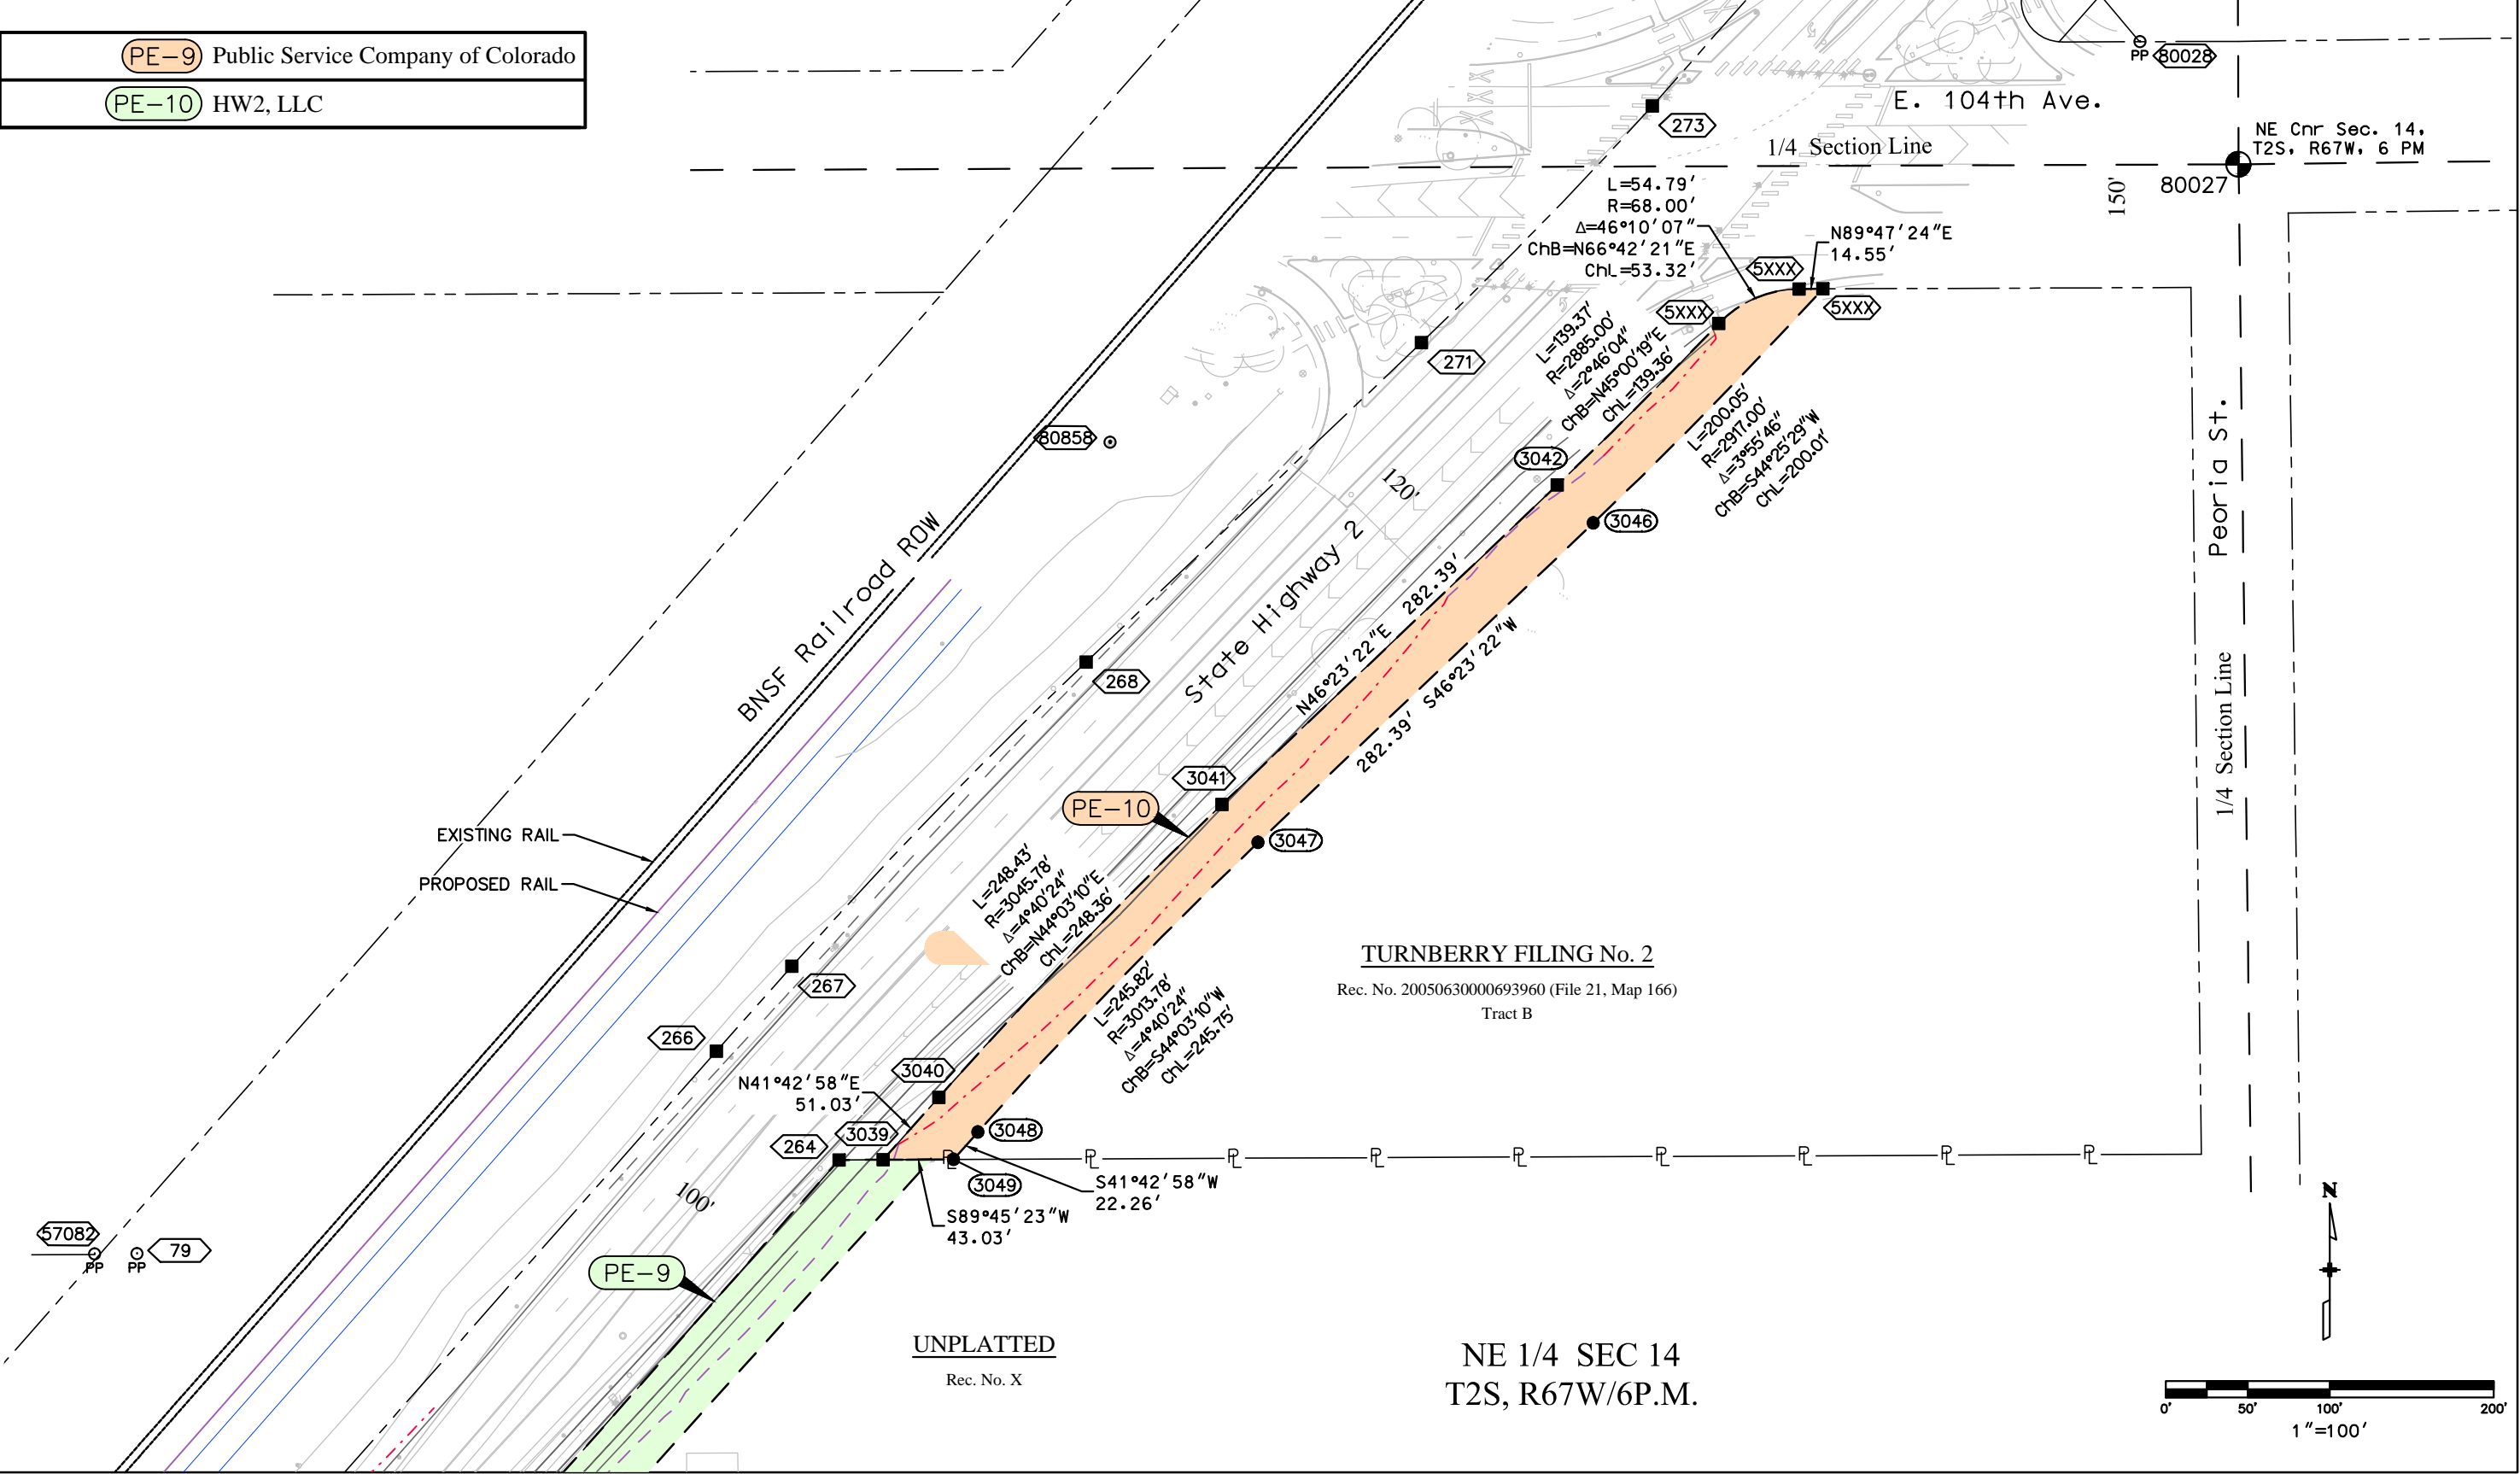 PE-9 Public Service Company of Colorado
PE-10 HW2, LLC
PP
80028
E. 104th Ave.
273
1/4 Section Line
NE Cnr Sec. 14,
T2S, R67W, 6 PM
80027
150'
L=54.79'
R=68.00'
Δ=46°10'07"
ChB=N66°42'21"E
ChL=53.32'
N89°47'24"E
14.55'
5XXX
5XXX
5XXX
271
L=139.37'
R=2885.00'
Δ=2°46'04"
ChB=N45°00'19"E
ChL=139.36'
L=200.05'
R=2917.00'
Δ=3°55'46"
ChB=S44°25'29"W
ChL=200.01'
80858
3042
120'
3046
Peoria St.
BNSF Railroad ROW
State Highway 2
N46°23'22"E 282.39'
282.39' S46°23'22"W
268
1/4 Section Line
3041
PE-10
3047
EXISTING RAIL
PROPOSED RAIL
L=248.43'
R=3045.78'
Δ=4°40'24"
ChB=N44°03'10"E
ChL=248.36'
L=245.82'
R=3013.78'
Δ=4°40'24"
ChB=S44°03'10"W
ChL=245.75'
TURNBERRY FILING No. 2
Rec. No. 20050630000693960 (File 21, Map 166)
Tract B
267
266
3040
N41°42'58"E
51.03'
264
3039
3048
PL PL PL PL PL PL PL PL PL
3049
S41°42'58"W
22.26'
S89°45'23"W
43.03'
100'
57082
PP
PP
79
PE-9
N
UNPLATTED
Rec. No. X
NE 1/4 SEC 14
T2S, R67W/6P.M.
0' 50' 100' 200'
1"=100'